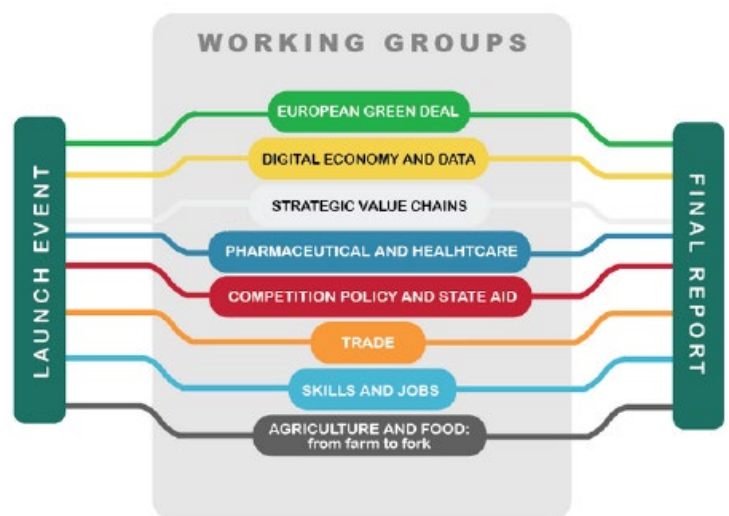 WORKING GROUPS
LAUNCH EVENT
EUROPEAN GREEN DEAL
DIGITAL ECONOMY AND DATA
STRATEGIC VALUE CHAINS
PHARMACEUTICAL AND HEALHTCARE
COMPETITION POLICY AND STATE AID
TRADE
SKILLS AND JOBS
AGRICULTURE AND FOOD:
from farm to fork
FINAL REPORT